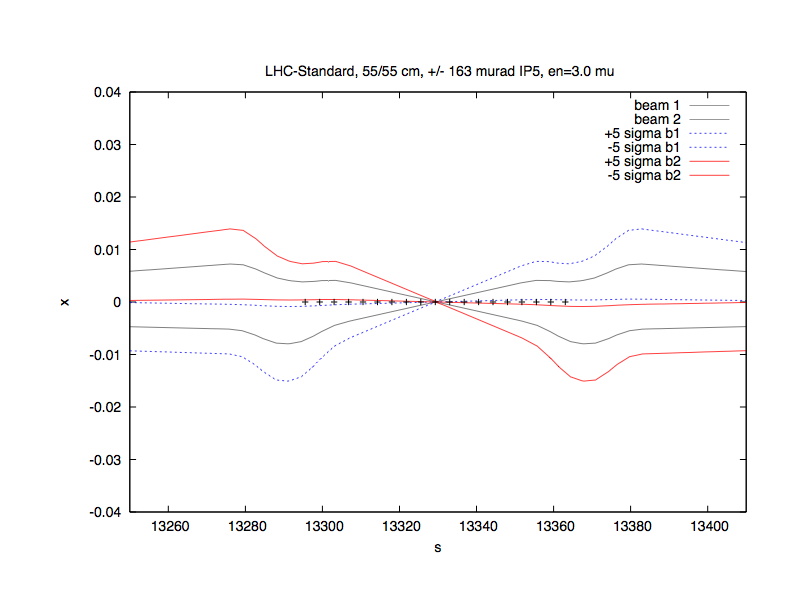 LHC-Standard, 55/55 cm, +/- 163 murad IP5, en=3.0 mu
0.04
0.03
0.02
0.01
0
-0.01
-0.02
-0.03
-0.04
x
beam 1
beam 2
+5 sigma b1
-5 sigma b1
+5 sigma b2
-5 sigma b2
13260 13280 13300 13320 13340 13360 13380 13400
s